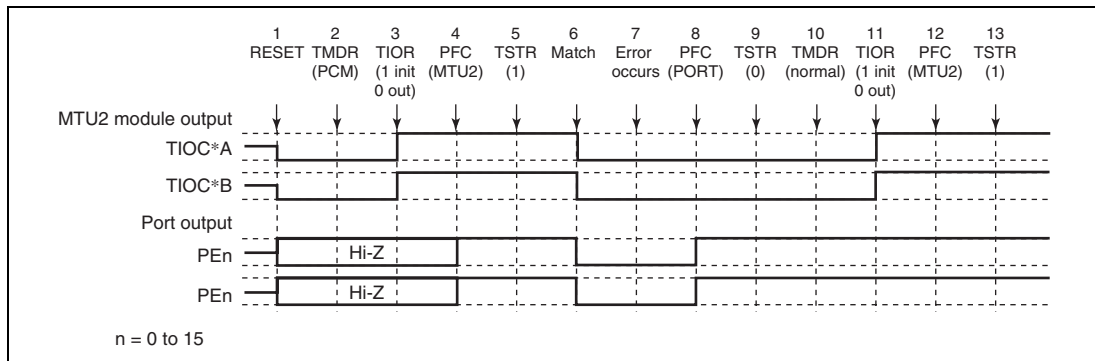 1 2 3 4 5 6 7 8 9 10 11 12 13
RESET TMDR TIOR PFC TSTR Match Error PFC TSTR TMDR TIOR PFC TSTR
(PCM) (1 init (MTU2) (1) occurs (PORT) (0) (normal) (1 init (MTU2) (1)
0 out) 0 out)
MTU2 module output
TIOC*A
TIOC*B
Port output
PEn Hi-Z
PEn Hi-Z
n = 0 to 15